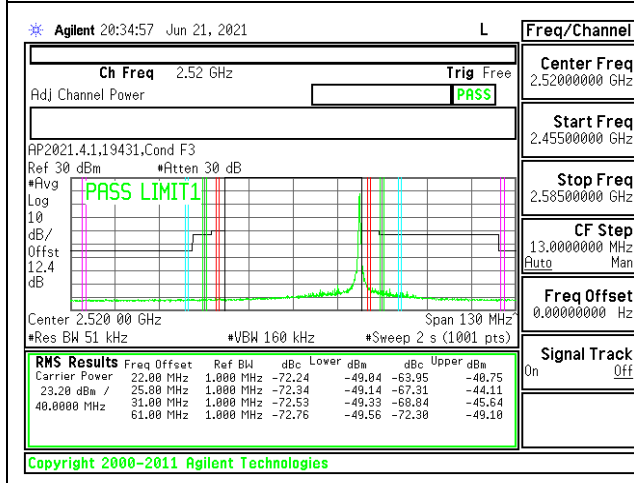 Agilent 20:34:57 Jun 21, 2021 L
Freq/Channel
Ch Freq 2.52 GHz Trig Free
Adj Channel Power PASS
Center Freq
2.52000000 GHz
Start Freq
2.45500000 GHz
Stop Freq
2.58500000 GHz
CF Step
13.0000000 MHz
Auto Man
Freq Offset
0.00000000 Hz
Signal Track
On Off
AP2021.4.1,19431,Cond F3
Ref 30 dBm #Atten 30 dB
#Avg
Log
10
dB/
Offst
12.4
dB
PASS LIMIT1
Center 2.520 00 GHz Span 130 MHz^
#Res BW 51 kHz #VBW 160 kHz #Sweep 2 s (1001 pts)
RMS Results Freq Offset Ref BW dBc Lower dBm dBc Upper dBm
Carrier Power 22.00 MHz 1.000 MHz -72.24 -49.04 -63.95 -40.75
23.20 dBm / 25.80 MHz 1.000 MHz -72.34 -49.14 -67.31 -44.11
40.0000 MHz 31.00 MHz 1.000 MHz -72.53 -49.33 -68.84 -45.64
61.00 MHz 1.000 MHz -72.76 -49.56 -72.30 -49.10
Copyright 2000-2011 Agilent Technologies